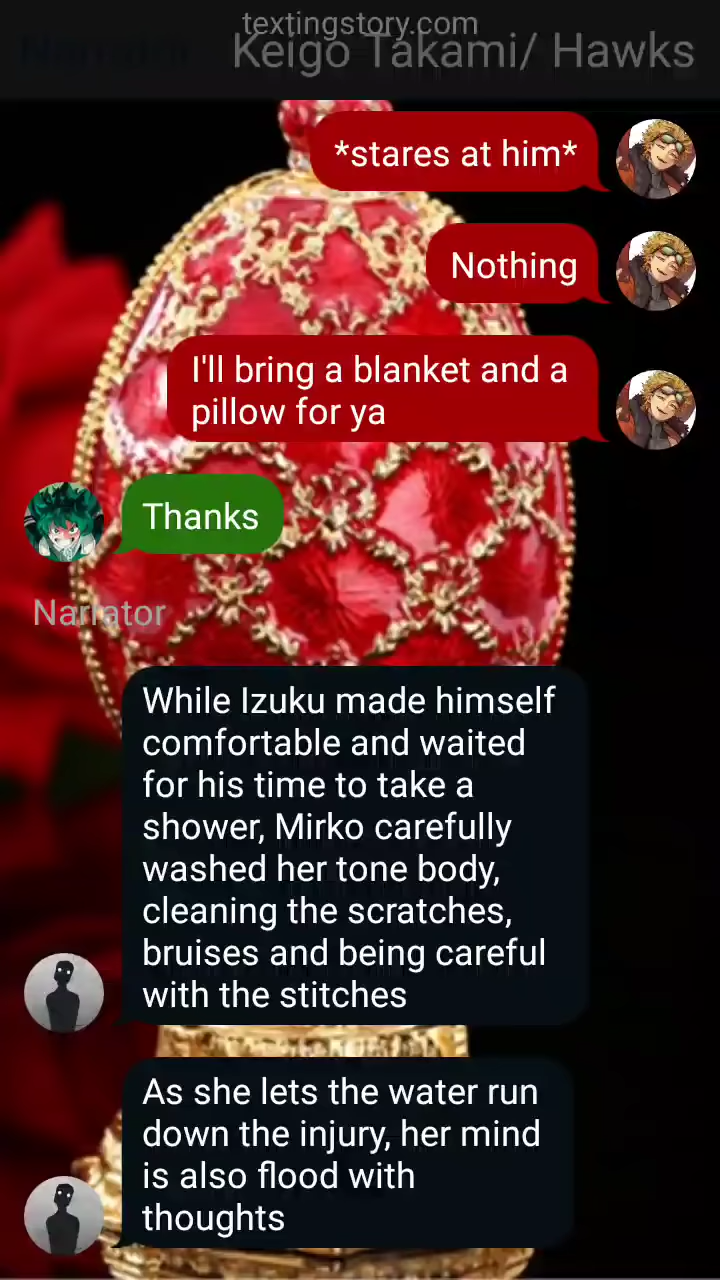 textingstory.com
Narrator
Keigo Takami/ Hawks
*stares at him*
Nothing
I'll bring a blanket and a
pillow for ya
Thanks
Narrator
While Izuku made himself
comfortable and waited
for his time to take a
shower, Mirko carefully
washed her tone body,
cleaning the scratches,
bruises and being careful
with the stitches
As she lets the water run
down the injury, her mind
is also flood with
thoughts